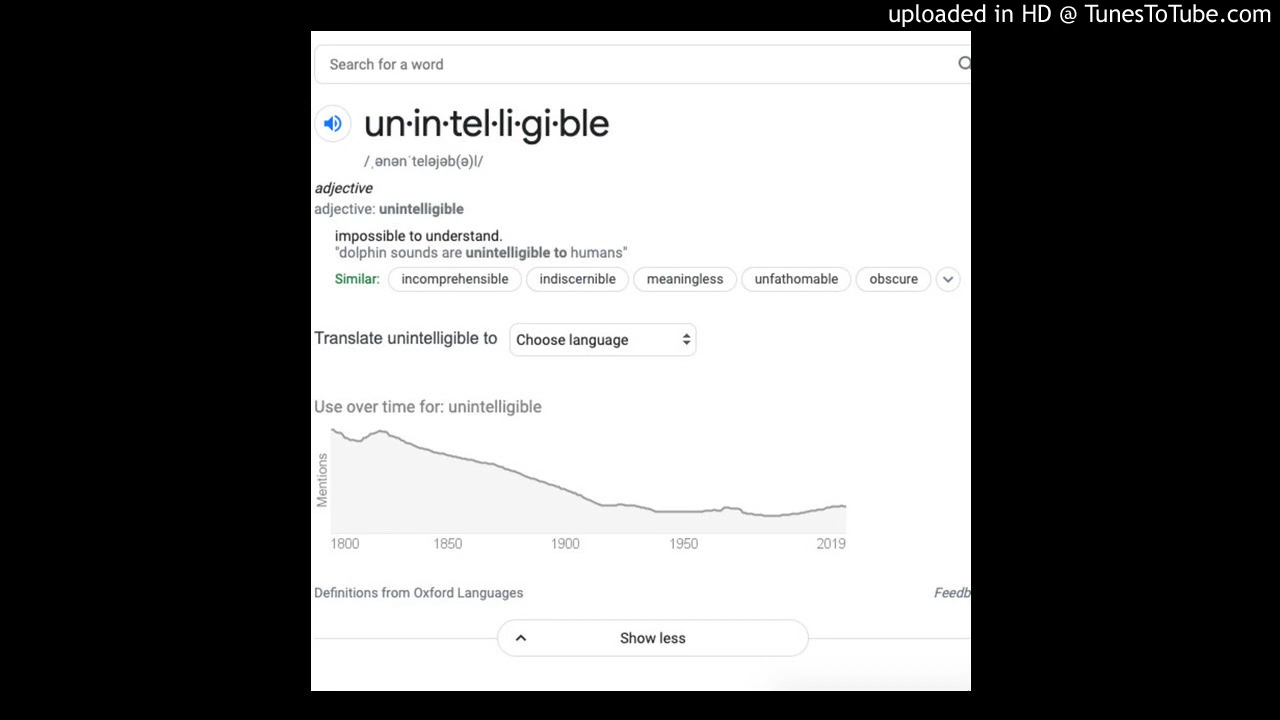 uploaded in HD @ TunesToTube.com
Search for a word
un·in·tel·li·gi·ble
/ˌənənˈteləjəb(ə)l/
adjective
adjective: unintelligible
impossible to understand.
"dolphin sounds are unintelligible to humans"
Similar: incomprehensible indiscernible meaningless unfathomable obscure
Translate unintelligible to Choose language
Use over time for: unintelligible
Mentions
1800 1850 1900 1950 2019
Definitions from Oxford Languages Feedb
Show less